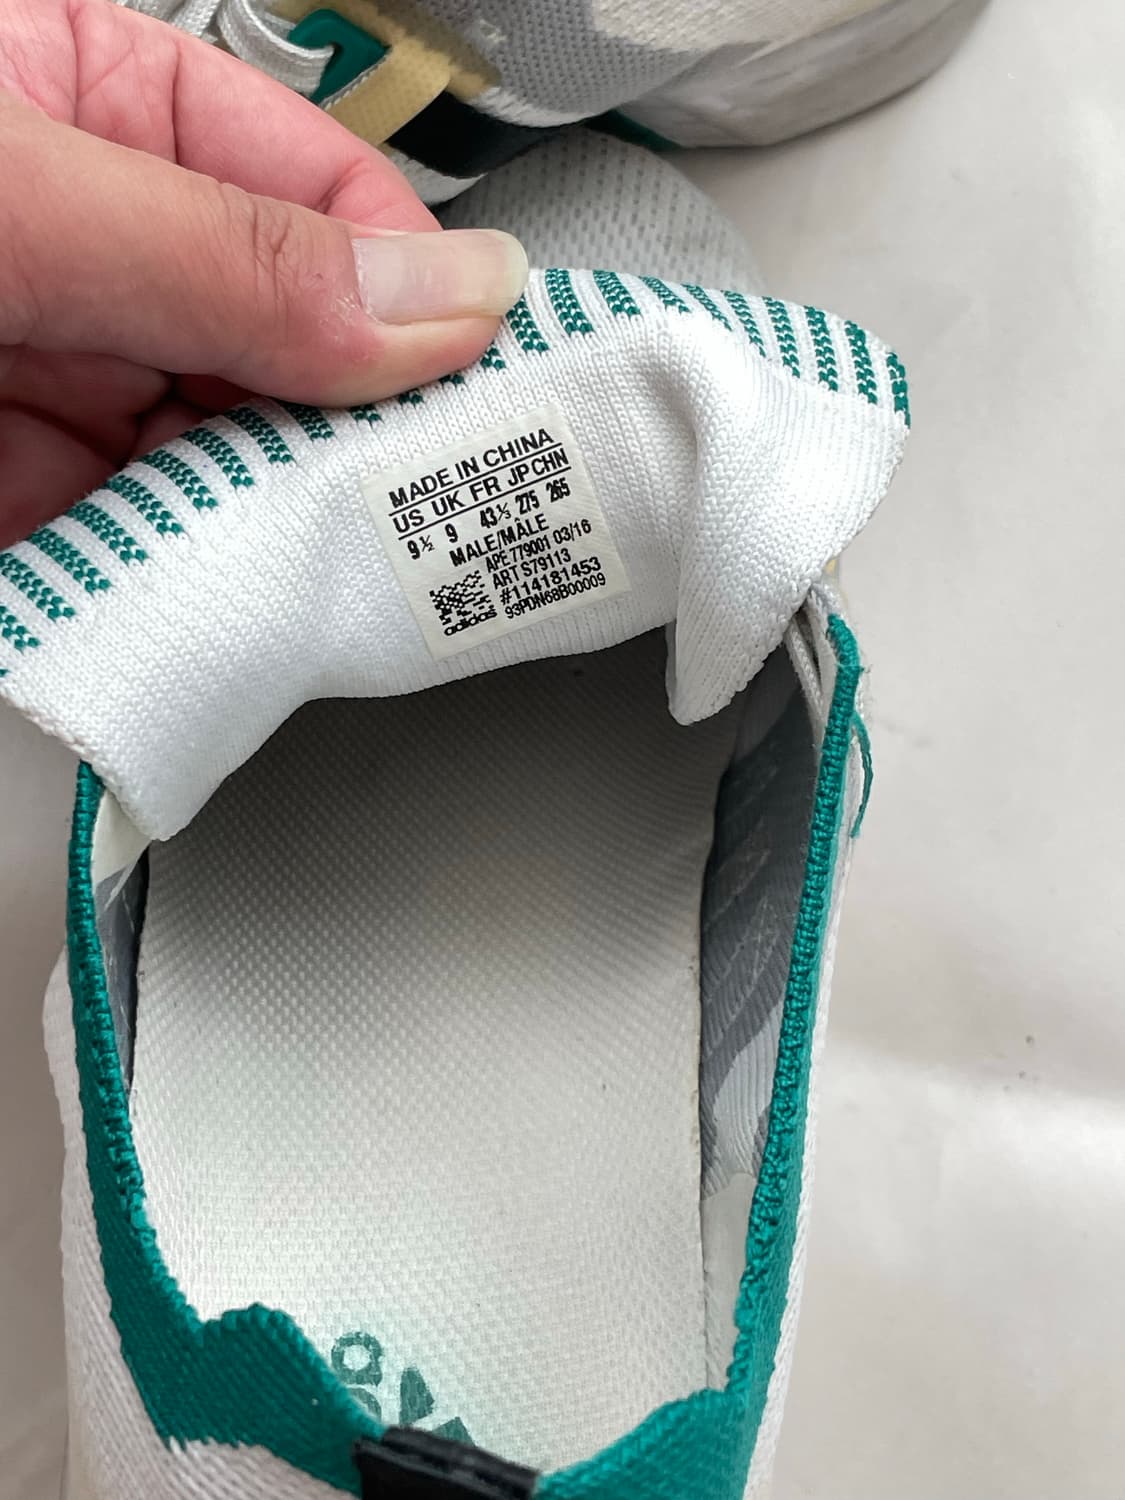 MADE IN CHINA
US UK FR JP CHN
9½ 9 43⅓ 275 265
MALE/MÂLE
APE 779001 03/16
ART S79113
#114181453
93PDN68B00009
adidas